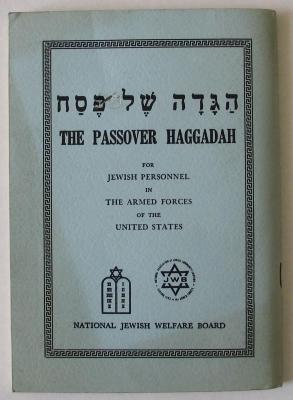 הַגָּדָה שֶׁל פֶּסַח
THE PASSOVER HAGGADAH
FOR
JEWISH PERSONNEL
IN
THE ARMED FORCES
OF THE
UNITED STATES
JWB
NATIONAL JEWISH WELFARE BOARD